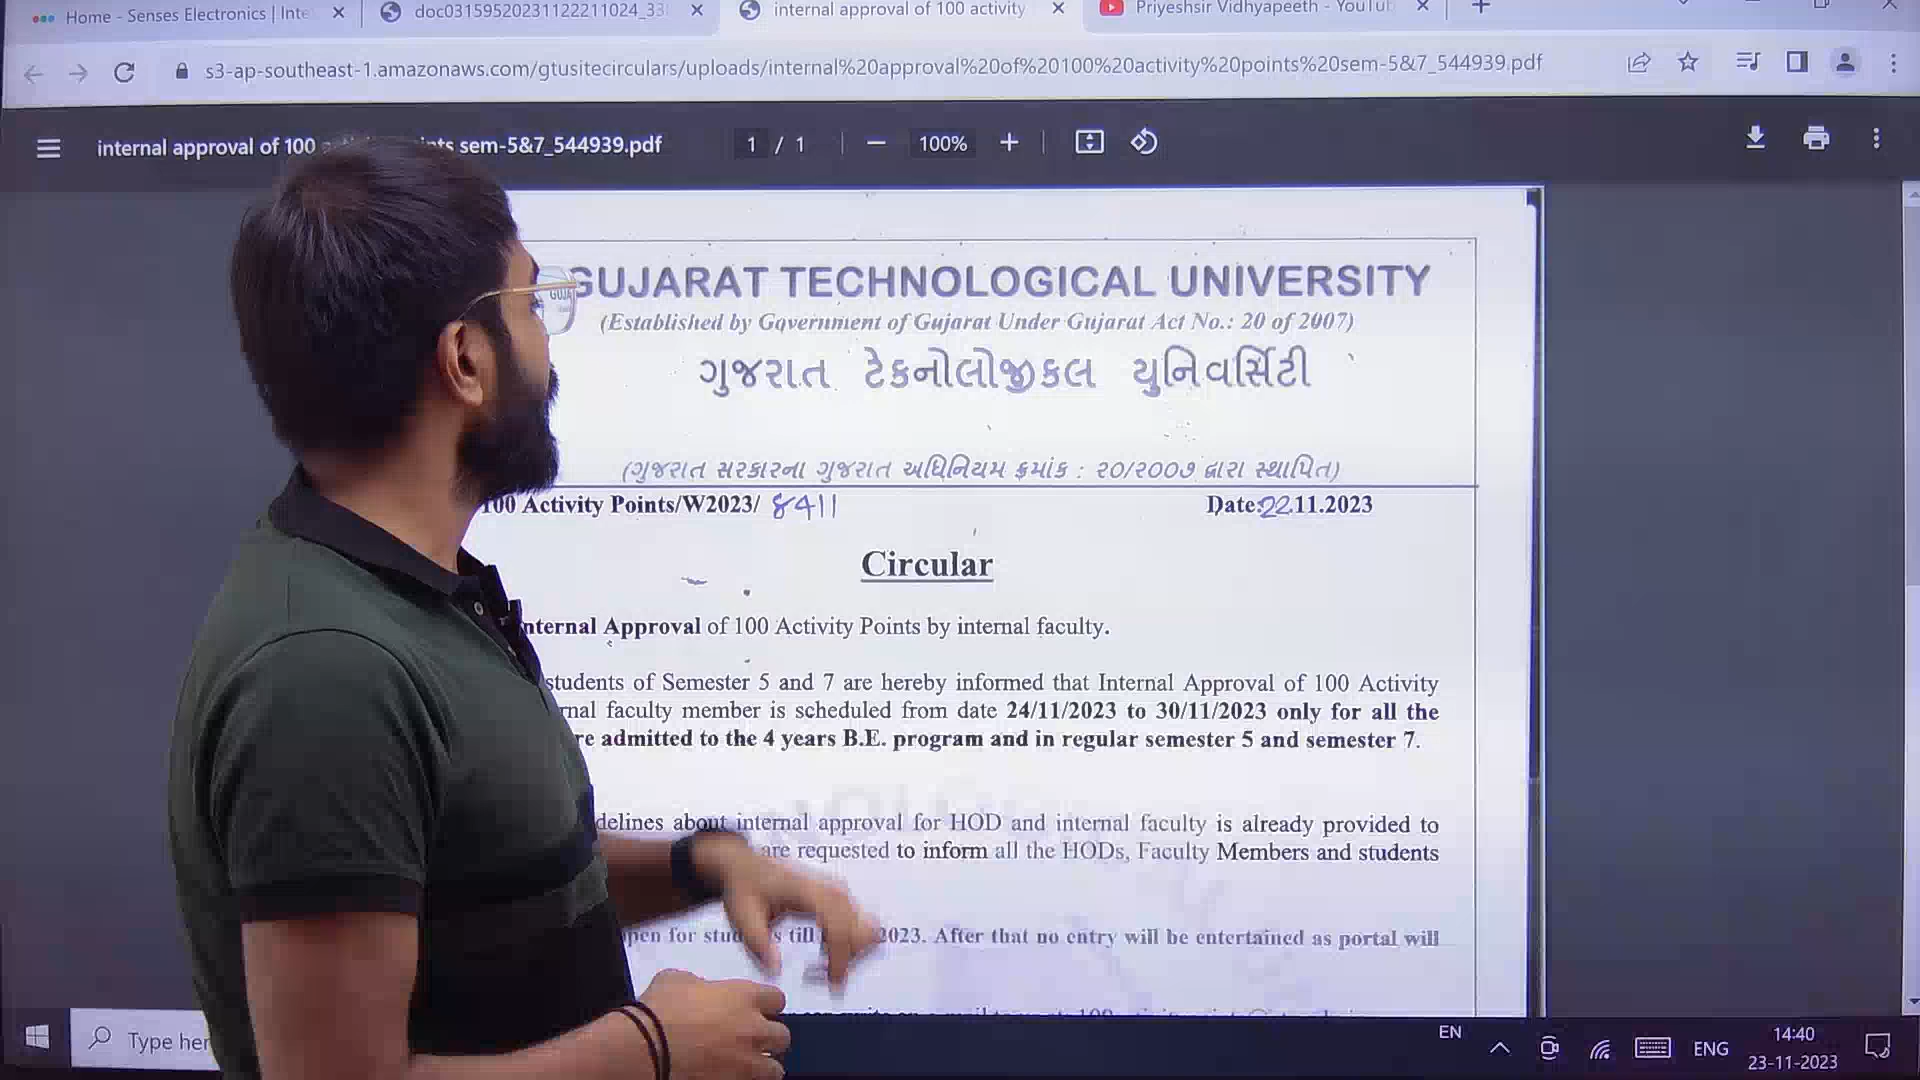 Home - Senses Electronics | Inte
doc03159520231122211024_33
internal approval of 100 activity
Priyeshsir Vidhyapeeth - YouTub
s3-ap-southeast-1.amazonaws.com/gtusitecirculars/uploads/internal%20approval%20of%20100%20activity%20points%20sem-5&7_544939.pdf
internal approval of 100 nts sem-5&7_544939.pdf
1 / 1
100%
GUJARAT TECHNOLOGICAL UNIVERSITY
(Established by Government of Gujarat Under Gujarat Act No.: 20 of 2007)
ગુજરાત ટેકનોલોજીકલ યુનિવર્સિટી
(ગુજરાત સરકારના ગુજરાત અધિનિયમ ક્રમાંક : ૨૦/૨૦૦૭ દ્વારા સ્થાપિત)
100 Activity Points/W2023/ 8411
Date:22.11.2023
Circular
nternal Approval of 100 Activity Points by internal faculty.
students of Semester 5 and 7 are hereby informed that Internal Approval of 100 Activity
rnal faculty member is scheduled from date 24/11/2023 to 30/11/2023 only for all the
re admitted to the 4 years B.E. program and in regular semester 5 and semester 7.
delines about internal approval for HOD and internal faculty is already provided to
are requested to inform all the HODs, Faculty Members and students
pen for stud s till 2023. After that no entry will be entertained as portal will
Type her
EN
ENG
14:40
23-11-2023